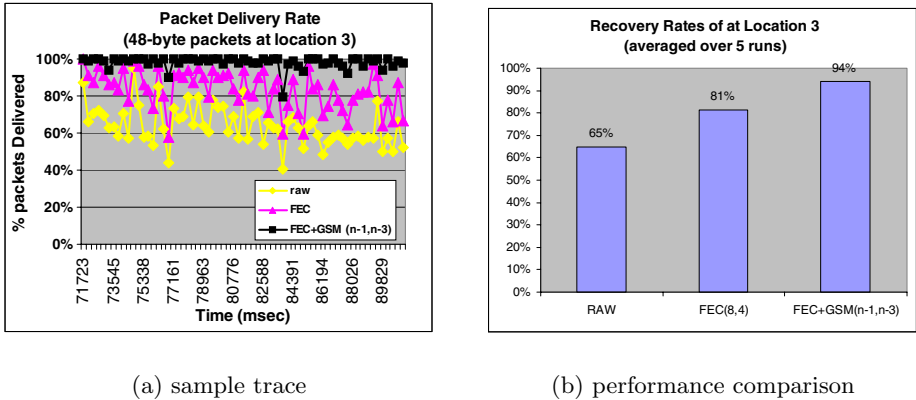 Packet Delivery Rate
(48-byte packets at location 3)
% packets Delivered
100%
80%
60%
40%
20%
0%
raw
FEC
FEC+GSM (n-1,n-3)
71723
73545
75338
77161
78963
80776
82588
84391
86194
88026
89829
Time (msec)
(a) sample trace
Recovery Rates of at Location 3
(averaged over 5 runs)
100%
90%
80%
70%
60%
50%
40%
30%
20%
10%
0%
65%
81%
94%
RAW
FEC(8,4)
FEC+GSM(n-1,n-3)
(b) performance comparison